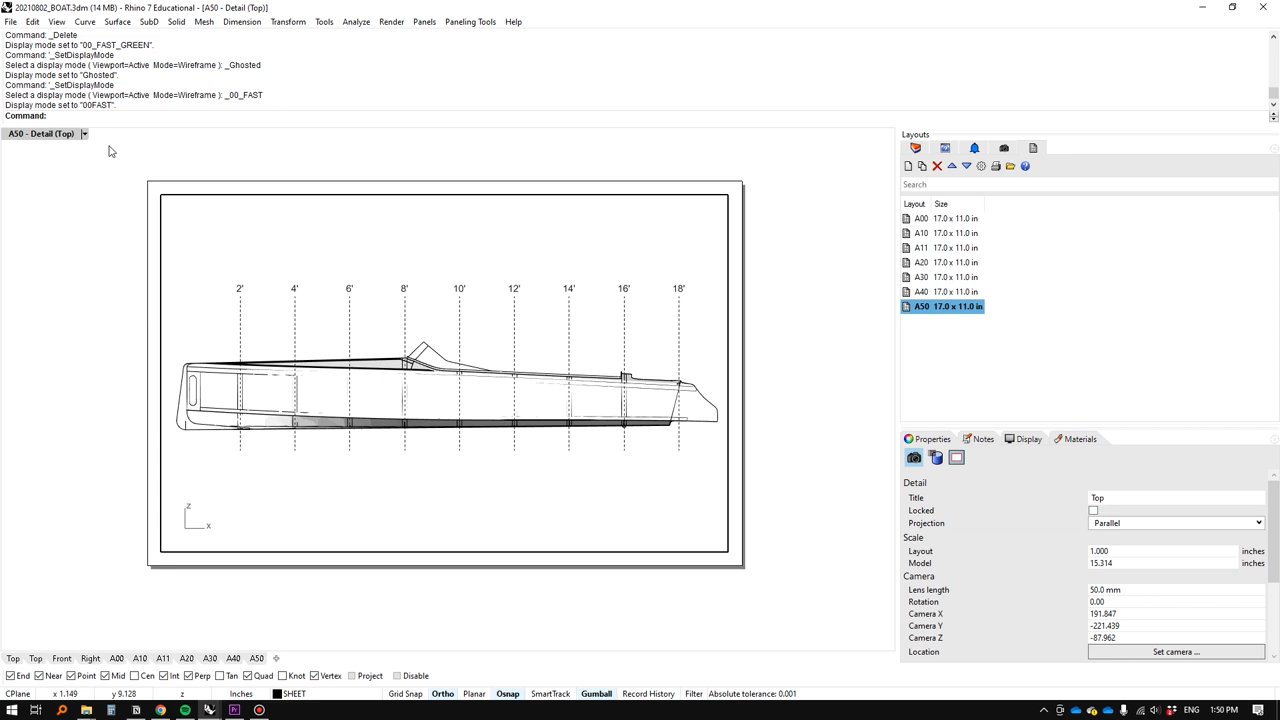 20210802_BOAT.3dm (14 MB) - Rhino 7 Educational - [A50 - Detail (Top)]
File Edit View Curve Surface SubD Solid Mesh Dimension Transform Tools Analyze Render Panels Paneling Tools Help
Command: _Delete
Display mode set to "00_FAST_GREEN".
Command: '_SetDisplayMode
Select a display mode ( Viewport=Active Mode=Wireframe ): _Ghosted
Display mode set to "Ghosted".
Command: '_SetDisplayMode
Select a display mode ( Viewport=Active Mode=Wireframe ): _00_FAST
Display mode set to "00FAST".
Command:
A50 - Detail (Top)
2' 4' 6' 8' 10' 12' 14' 16' 18'
z
x
Layouts
Search
Layout Size
A00 17.0 x 11.0 in
A10 17.0 x 11.0 in
A11 17.0 x 11.0 in
A20 17.0 x 11.0 in
A30 17.0 x 11.0 in
A40 17.0 x 11.0 in
A50 17.0 x 11.0 in
Properties Notes Display Materials
Detail
Title Top
Locked
Projection Parallel
Scale
Layout 1.000 inches
Model 15.314 inches
Camera
Lens length 50.0 mm
Rotation 0.00
Camera X 191.847
Camera Y -221.439
Camera Z -87.962
Location Set camera ...
Top Top Front Right A00 A10 A11 A20 A30 A40 A50
End Near Point Mid Cen Int Perp Tan Quad Knot Vertex Project Disable
CPlane x 1.149 y 9.128 z Inches SHEET Grid Snap Ortho Planar Osnap SmartTrack Gumball Record History Filter Absolute tolerance: 0.001
ENG 1:50 PM